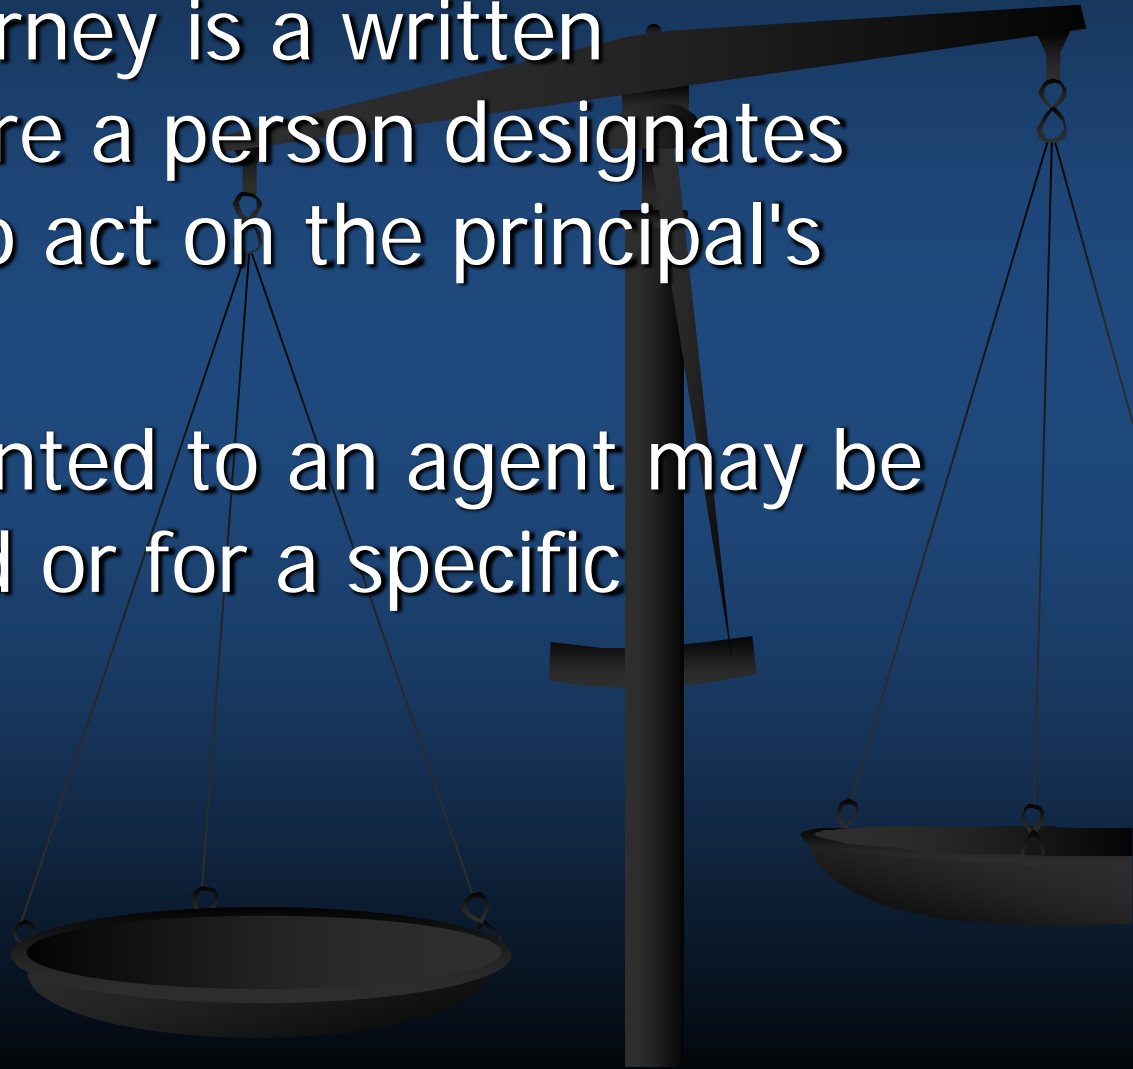 rney is a written
re a person designates
o act on the principal's
nted to an agent may be
d or for a specific